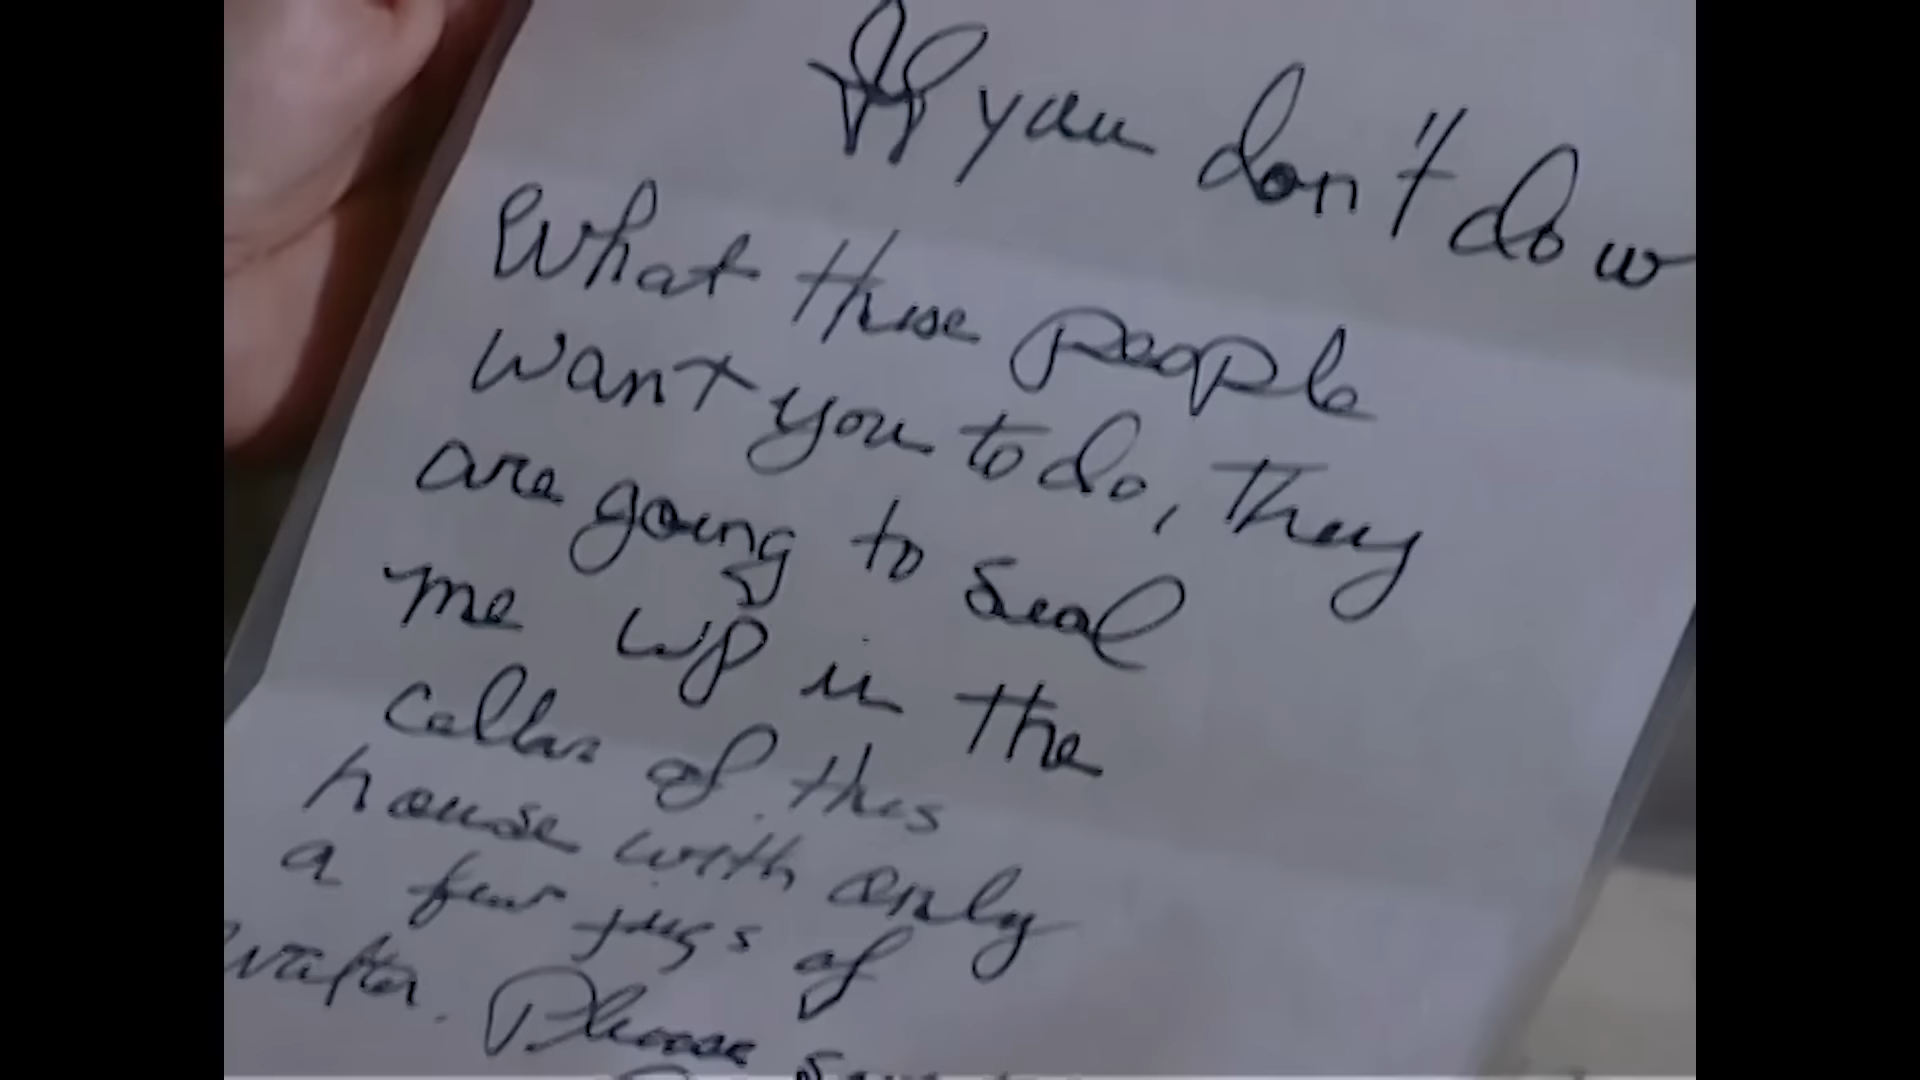 If you don't do w
What these people
want you to do, they
are going to seal
me up in the
cellar of this
house with only
a few jugs of
water. Please